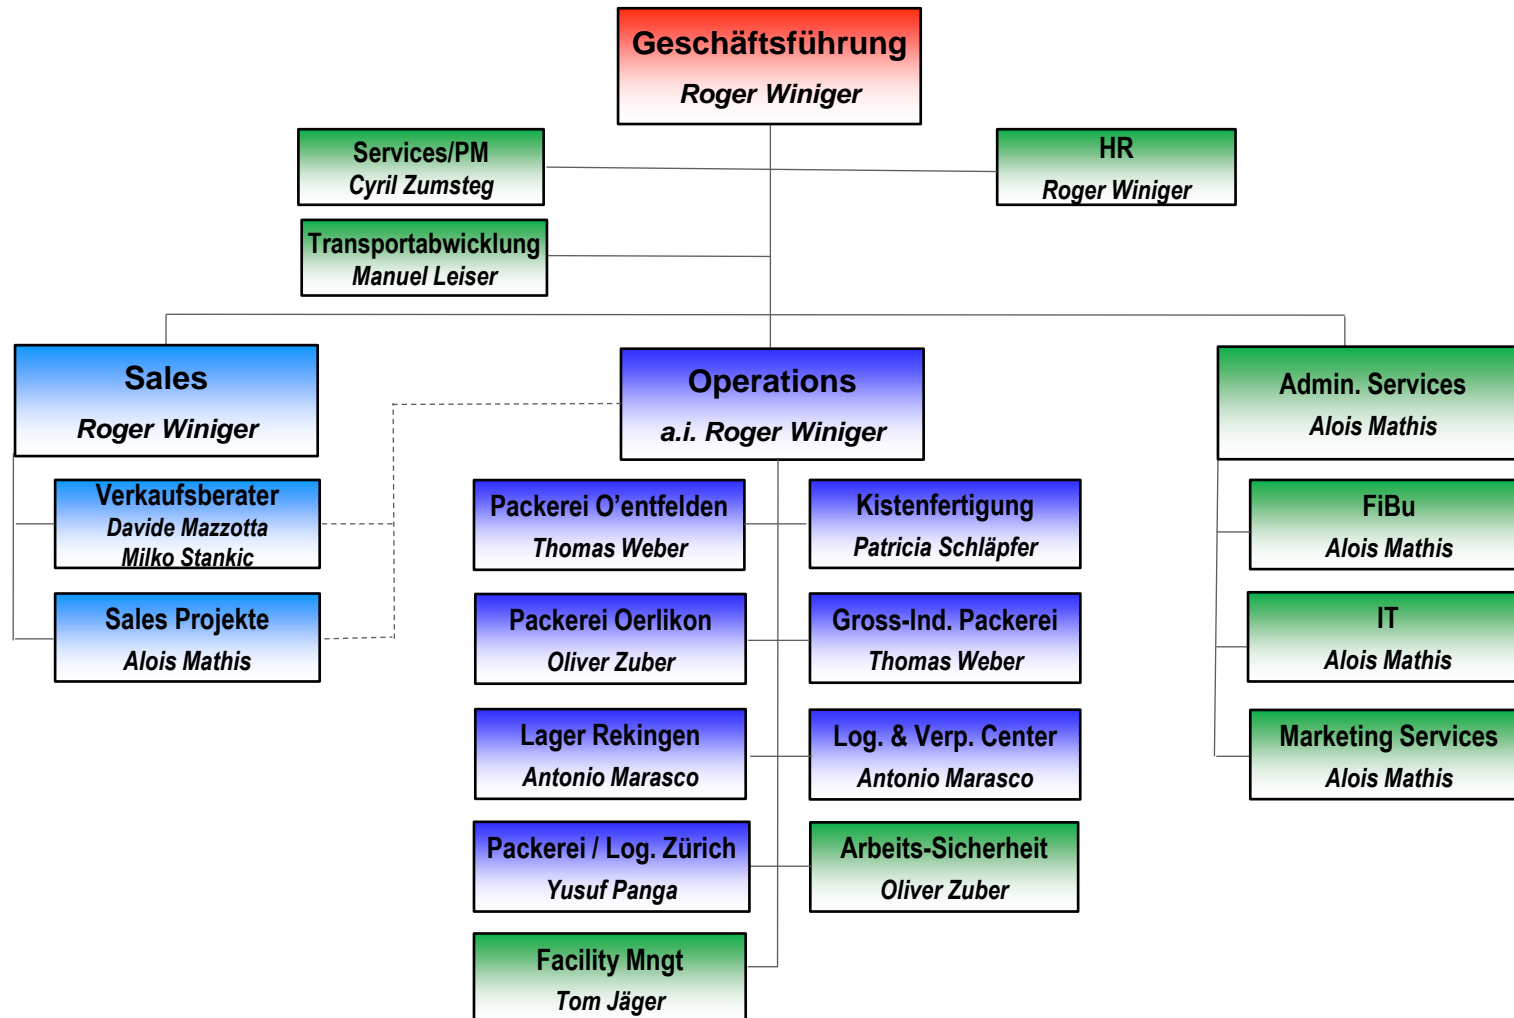 Geschäftsführung
Roger Winiger
Services/PM
Cyril Zumsteg
HR
Roger Winiger
Transportabwicklung
Manuel Leiser
Sales
Roger Winiger
Operations
a.i. Roger Winiger
Admin. Services
Alois Mathis
Verkaufsberater
Davide Mazzotta
Milko Stankic
Packerei O’entfelden
Thomas Weber
Kistenfertigung
Patricia Schläpfer
FiBu
Alois Mathis
Sales Projekte
Alois Mathis
Packerei Oerlikon
Oliver Zuber
Gross-Ind. Packerei
Thomas Weber
IT
Alois Mathis
Lager Rekingen
Antonio Marasco
Log. & Verp. Center
Antonio Marasco
Marketing Services
Alois Mathis
Packerei / Log. Zürich
Yusuf Panga
Arbeits-Sicherheit
Oliver Zuber
Facility Mngt
Tom Jäger